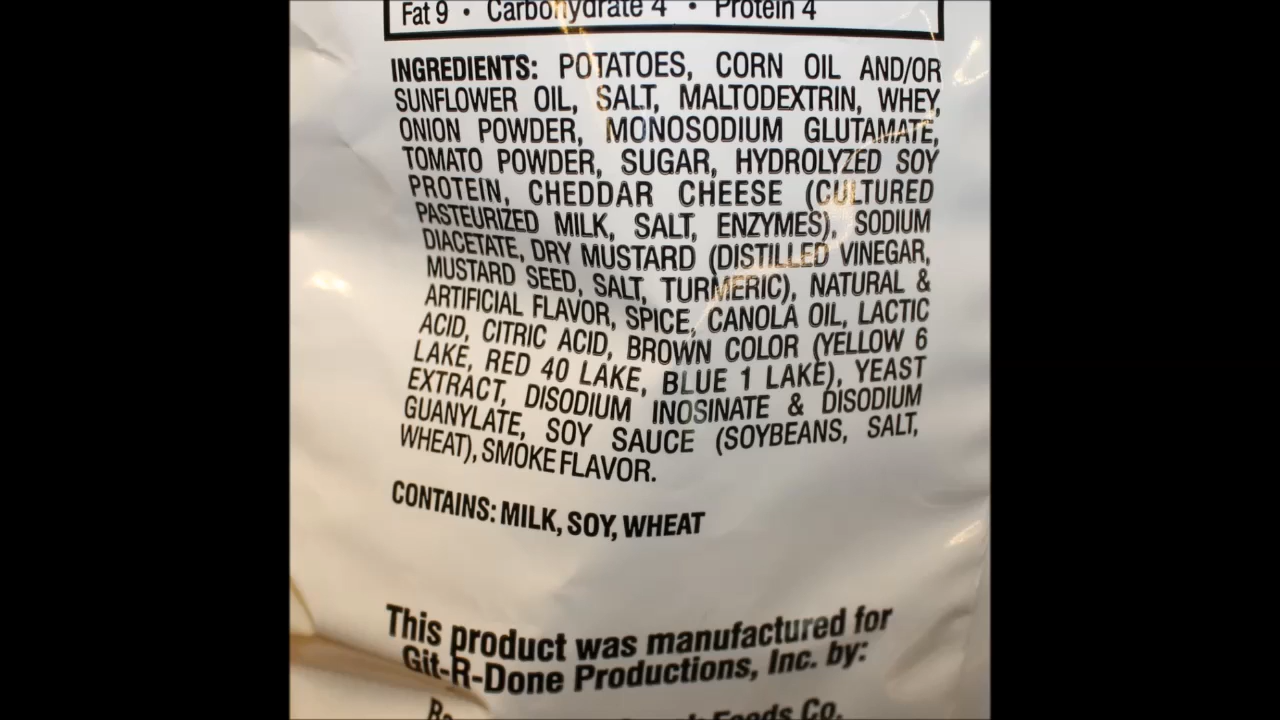 Fat 9 • Carbohydrate 4 • Protein 4
INGREDIENTS: POTATOES, CORN OIL AND/OR
SUNFLOWER OIL, SALT, MALTODEXTRIN, WHEY,
ONION POWDER, MONOSODIUM GLUTAMATE,
TOMATO POWDER, SUGAR, HYDROLYZED SOY
PROTEIN, CHEDDAR CHEESE (CULTURED
PASTEURIZED MILK, SALT, ENZYMES), SODIUM
DIACETATE, DRY MUSTARD (DISTILLED VINEGAR,
MUSTARD SEED, SALT, TURMERIC), NATURAL &
ARTIFICIAL FLAVOR, SPICE, CANOLA OIL, LACTIC
ACID, CITRIC ACID, BROWN COLOR (YELLOW 6
LAKE, RED 40 LAKE, BLUE 1 LAKE), YEAST
EXTRACT, DISODIUM INOSINATE & DISODIUM
GUANYLATE, SOY SAUCE (SOYBEANS, SALT,
WHEAT), SMOKE FLAVOR.
CONTAINS: MILK, SOY, WHEAT
This product was manufactured for
Git-R-Done Productions, Inc. by:
Foods Co.